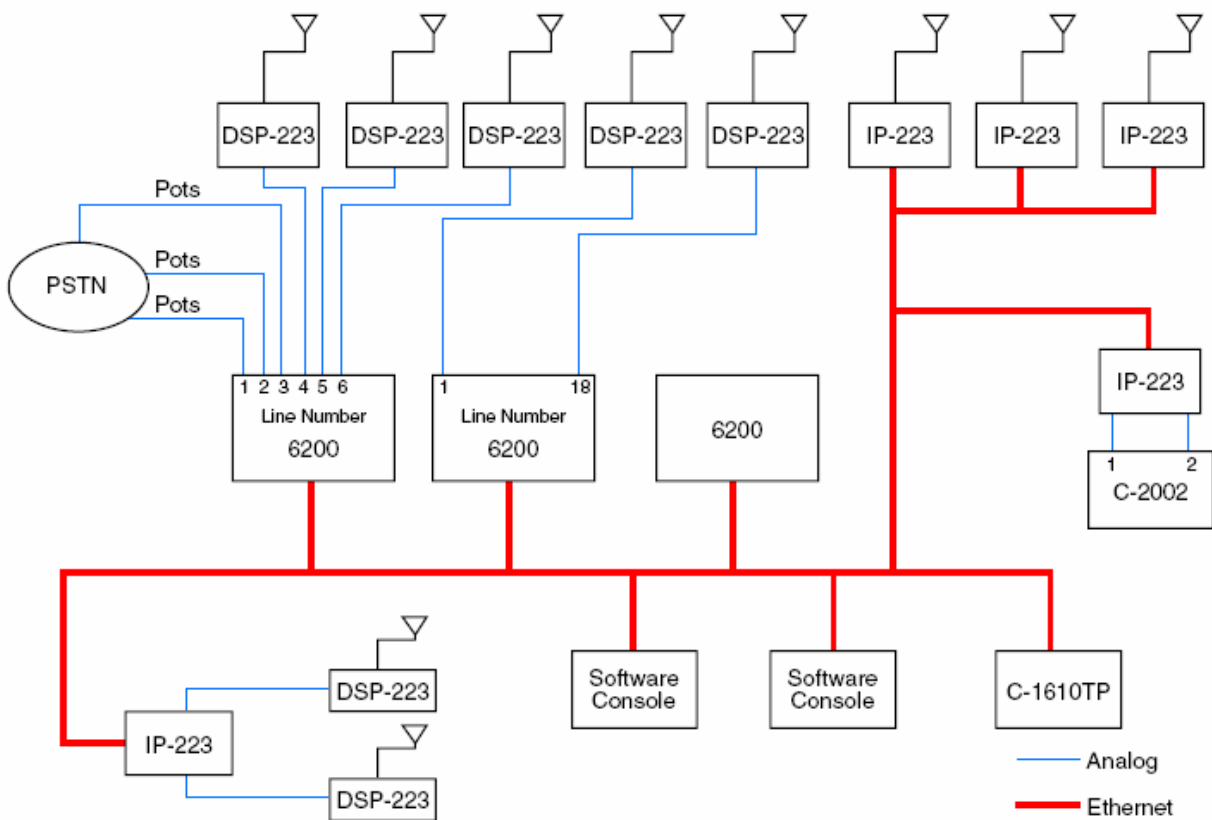 DSP-223 DSP-223 DSP-223 DSP-223 DSP-223 IP-223 IP-223 IP-223
Pots
Pots
PSTN
Pots
1 2 3 4 5 6
Line Number
6200
1 18
Line Number
6200
6200
IP-223
1 2
C-2002
DSP-223
IP-223
DSP-223
Software
Console
Software
Console
C-1610TP
Analog
Ethernet